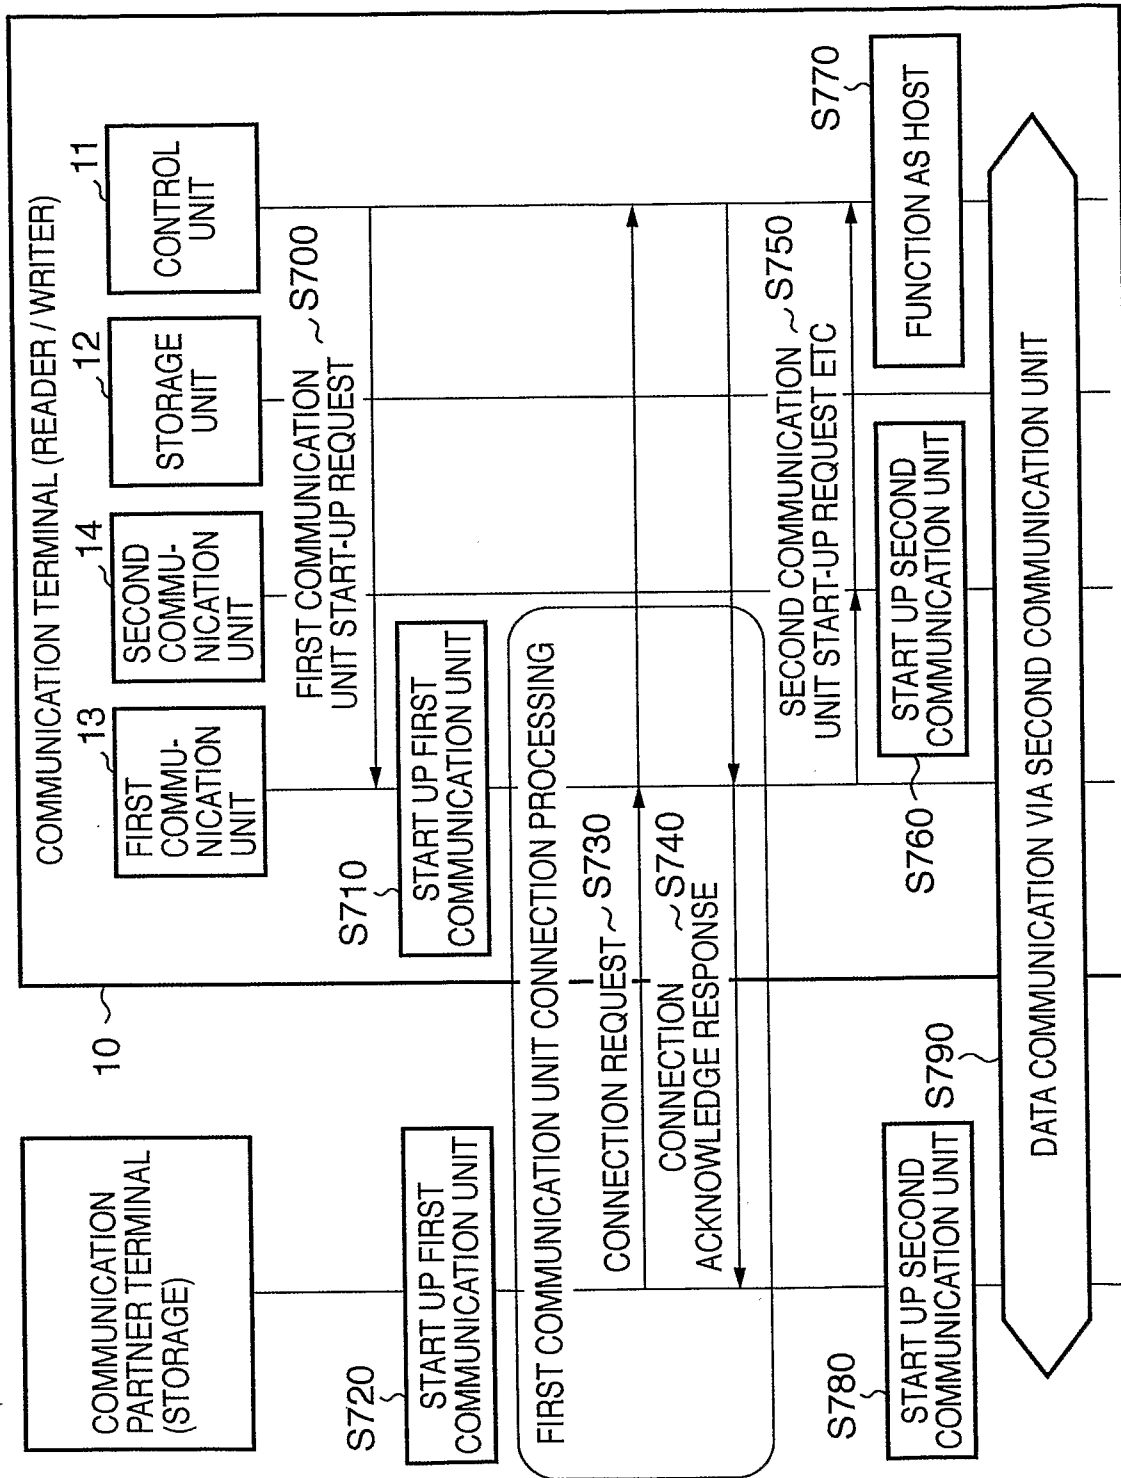 COMMUNICATION
PARTNER TERMINAL
(STORAGE)
10
COMMUNICATION TERMINAL (READER / WRITER)
13
FIRST
COMMU-
NICATION
UNIT
14
SECOND
COMMU-
NICATION
UNIT
12
STORAGE
UNIT
11
CONTROL
UNIT
FIRST COMMUNICATION
UNIT START-UP REQUEST
S700
S710
START UP FIRST
COMMUNICATION UNIT
S720
START UP FIRST
COMMUNICATION UNIT
FIRST COMMUNICATION UNIT CONNECTION PROCESSING
CONNECTION REQUEST
S730
CONNECTION
ACKNOWLEDGE RESPONSE
S740
SECOND COMMUNICATION
UNIT START-UP REQUEST ETC
S750
S760
START UP SECOND
COMMUNICATION UNIT
S770
FUNCTION AS HOST
S780
START UP SECOND
COMMUNICATION UNIT
S790
DATA COMMUNICATION VIA SECOND COMMUNICATION UNIT